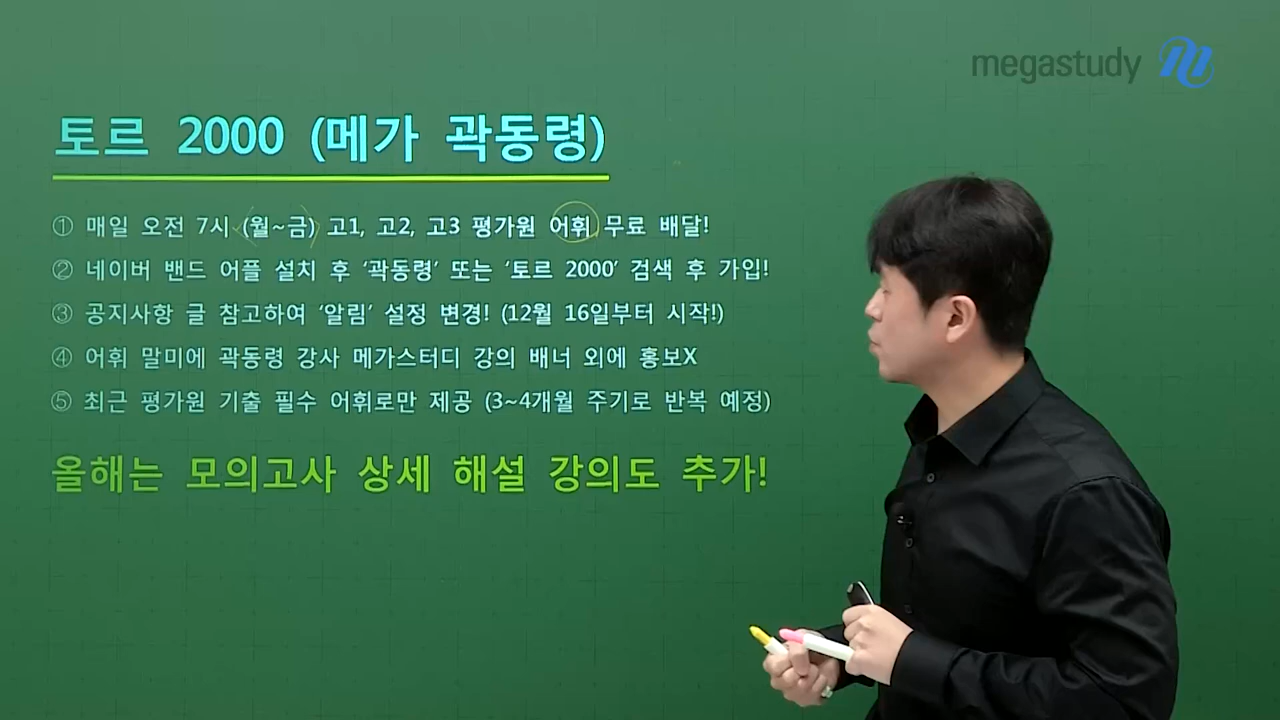 megastudy
토르 2000 (메가 곽동령)
① 매일 오전 7시 (월~금) 고1, 고2, 고3 평가원 어휘 무료 배달!
② 네이버 밴드 어플 설치 후 ‘곽동령’ 또는 ‘토르 2000’ 검색 후 가입!
③ 공지사항 글 참고하여 ‘알림’ 설정 변경! (12월 16일부터 시작!)
④ 어휘 말미에 곽동령 강사 메가스터디 강의 배너 외에 홍보X
⑤ 최근 평가원 기출 필수 어휘로만 제공 (3~4개월 주기로 반복 예정)
올해는 모의고사 상세 해설 강의도 추가!